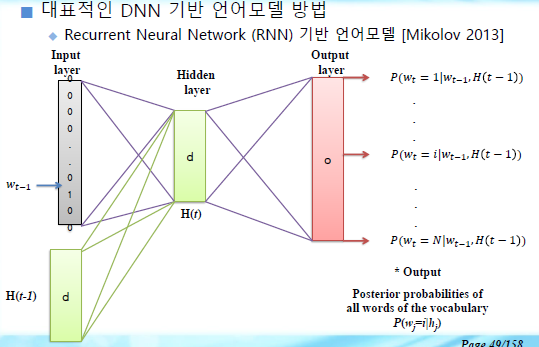 ■ 대표적인 DNN 기반 언어모델 방법
◆ Recurrent Neural Network (RNN) 기반 언어모델 [Mikolov 2013]
Input
layer
Hidden
layer
Output
layer
0
0
0
.
.
0
1
0
0
w_{t-1}
d
H(t)
o
H(t-1)
d
P(w_t = 1|w_{t-1}, H(t − 1))
.
.
.
P(w_t = i|w_{t-1}, H(t − 1))
.
.
.
P(w_t = N|w_{t-1}, H(t − 1))
* Output
Posterior probabilities of
all words of the vocabulary
P(w_j=i|h_j)
Page 49/158